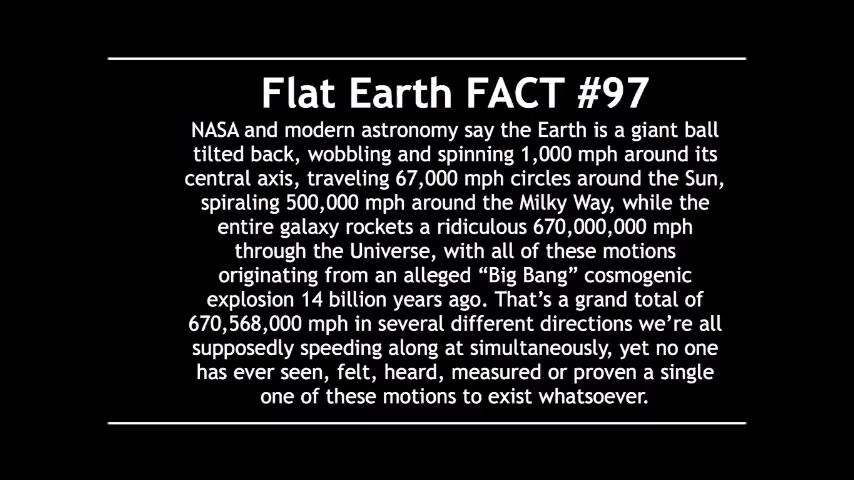 Flat Earth FACT #97
NASA and modern astronomy say the Earth is a giant ball
tilted back, wobbling and spinning 1,000 mph around its
central axis, traveling 67,000 mph circles around the Sun,
spiraling 500,000 mph around the Milky Way, while the
entire galaxy rockets a ridiculous 670,000,000 mph
through the Universe, with all of these motions
originating from an alleged “Big Bang” cosmogenic
explosion 14 billion years ago. That’s a grand total of
670,568,000 mph in several different directions we’re all
supposedly speeding along at simultaneously, yet no one
has ever seen, felt, heard, measured or proven a single
one of these motions to exist whatsoever.